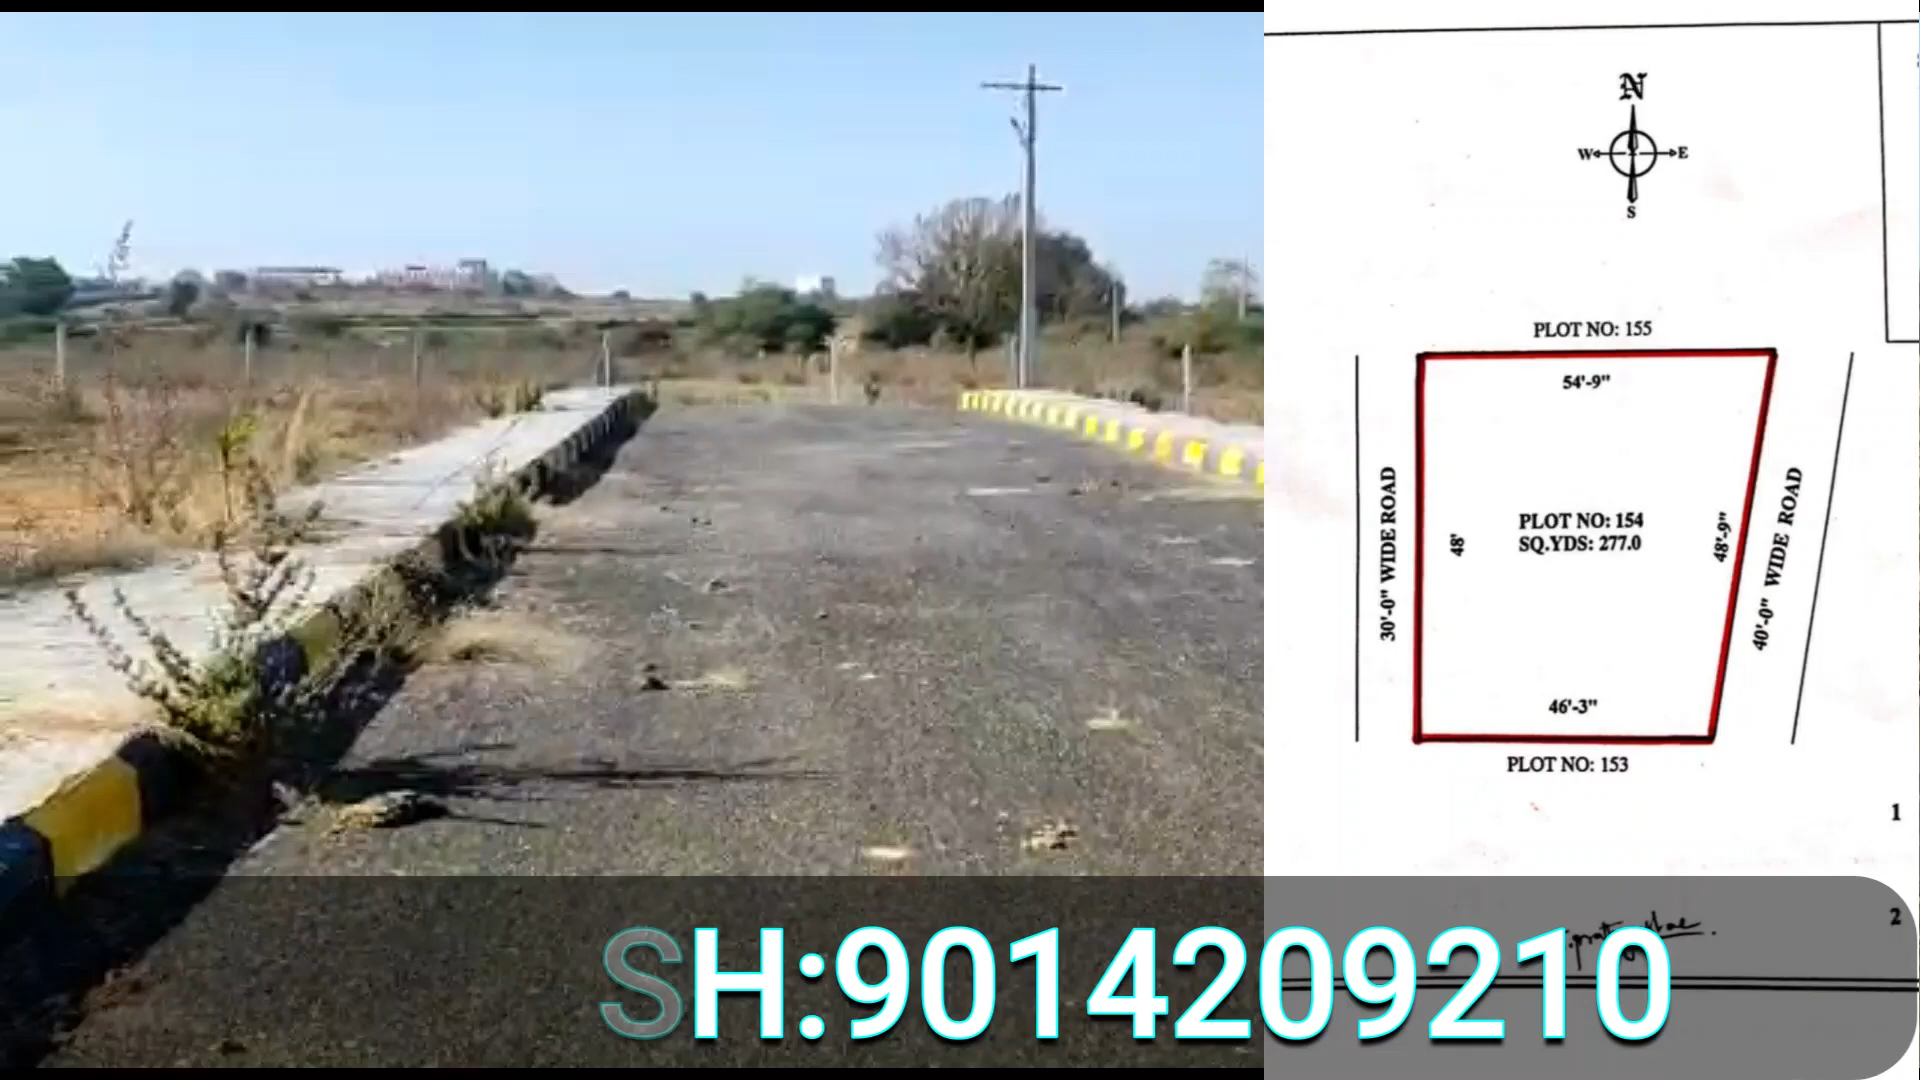 N
W E
S
PLOT NO: 155
54'-9"
30'-0" WIDE ROAD
48'
PLOT NO: 154
SQ.YDS: 277.0
48'-9"
40'-0" WIDE ROAD
46'-3"
PLOT NO: 153
1
2
SH:9014209210